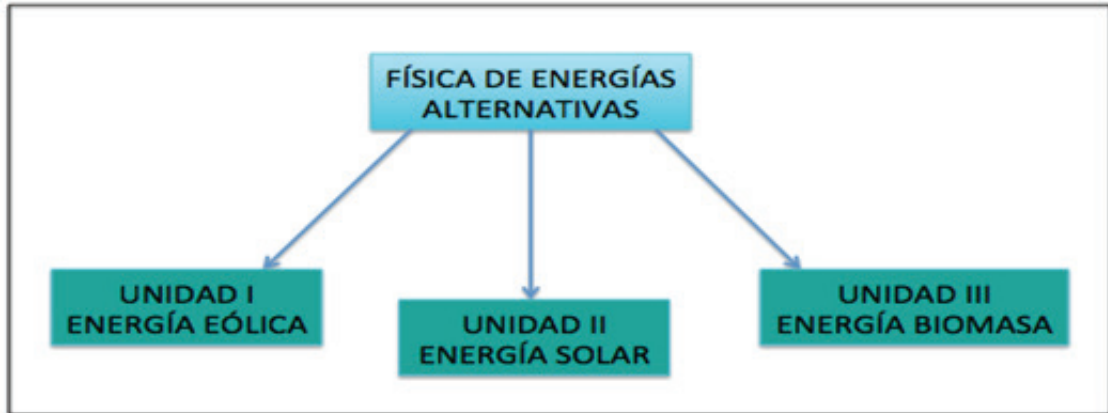 FÍSICA DE ENERGÍAS
ALTERNATIVAS
UNIDAD I
ENERGÍA EÓLICA
UNIDAD II
ENERGÍA SOLAR
UNIDAD III
ENERGÍA BIOMASA